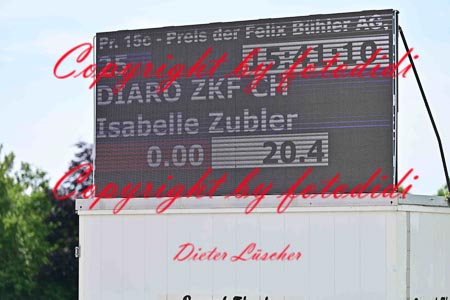 Pr. 15c - Preis der Felix Bühler AG
Copyright by fotodidi
DIARO ZKF CH
Isabelle Zubler
0.00 20.4
Copyright by fotodidi
Dieter Lüscher